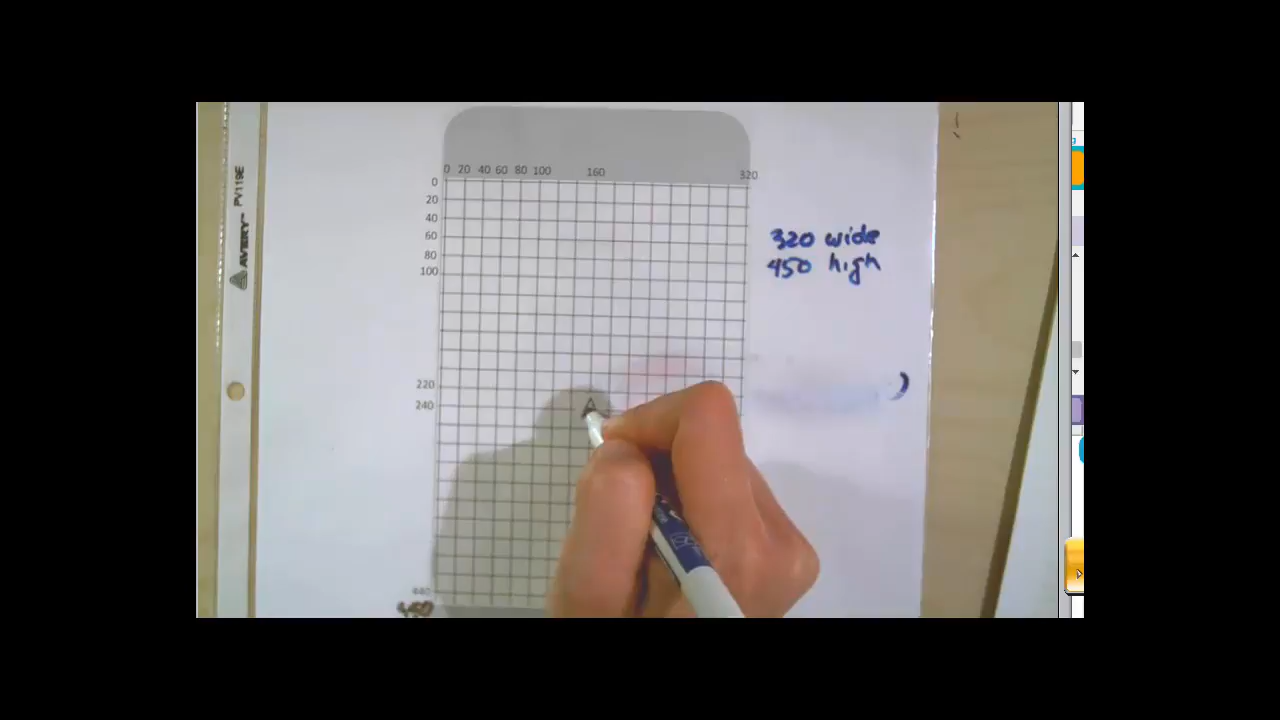 0 20 40 60 80 100 160 320
0
20
40
60
80
100
220
240
440
450
320 wide
450 high
AVERY™ PV119E